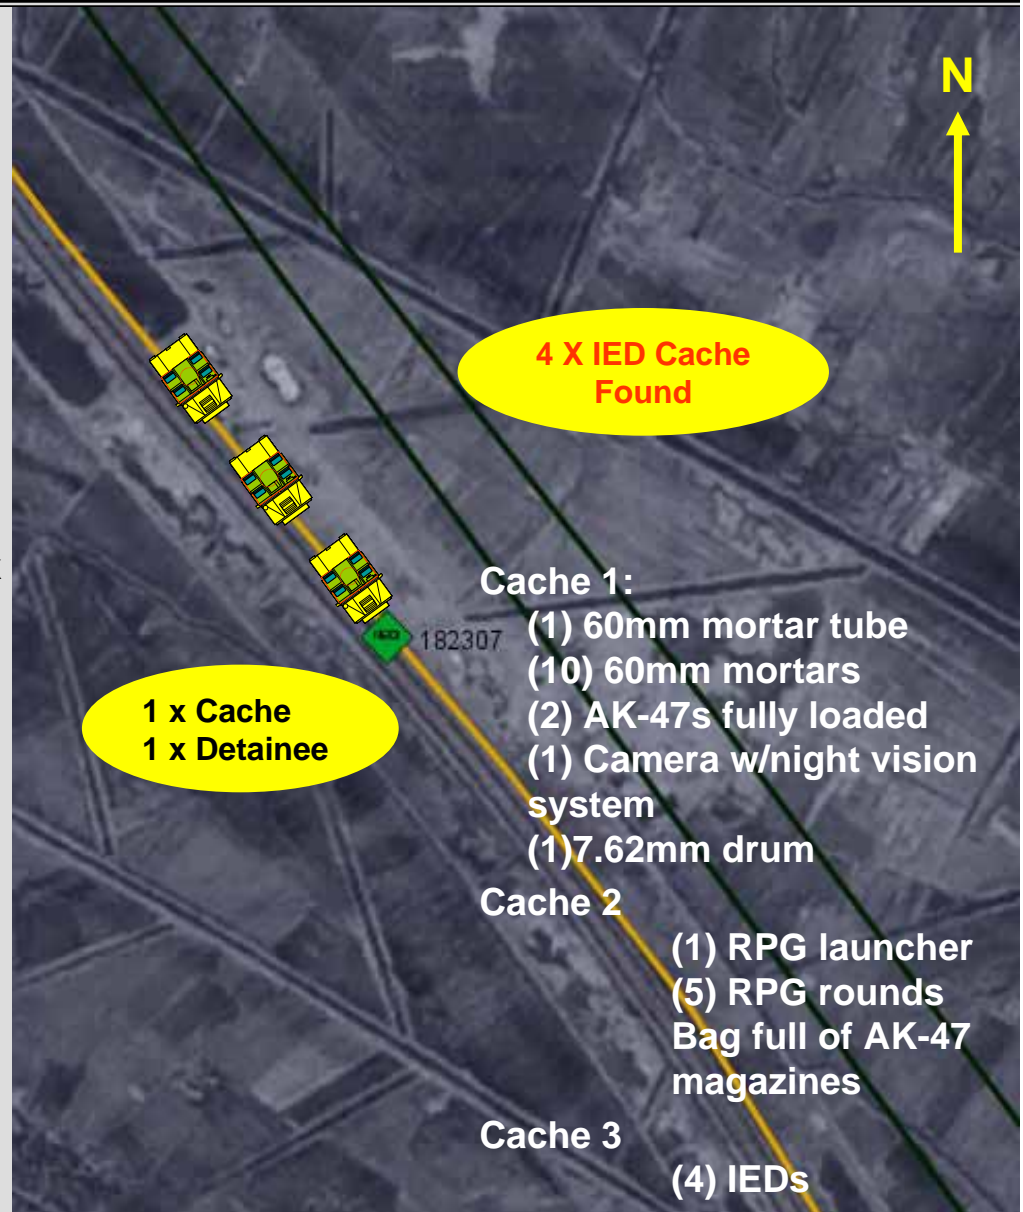 N
4 X IED Cache
Found
Cache 1:
(1) 60mm mortar tube
(10) 60mm mortars
182307
(2) AK-47s fully loaded
1 x Cache
1 x Detainee
(1) Camera w/night vision
system
(1)7.62mm drum
Cache 2
(1) RPG launcher
(5) RPG rounds
Bag full of AK-47
magazines
Cache 3
(4) IEDs